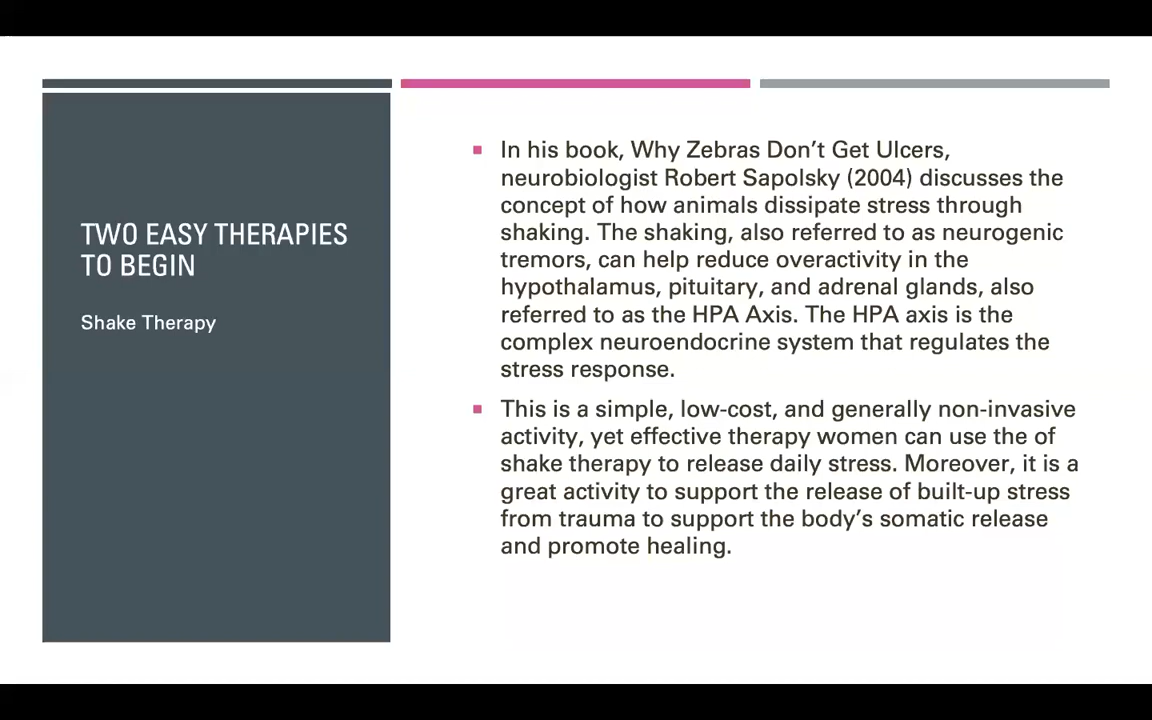 TWO EASY THERAPIES
TO BEGIN
Shake Therapy
In his book, Why Zebras Don't Get Ulcers,
neurobiologist Robert Sapolsky (2004) discusses the
concept of how animals dissipate stress through
shaking. The shaking, also referred to as neurogenic
tremors, can help reduce overactivity in the
hypothalamus, pituitary, and adrenal glands, also
referred to as the HPA Axis. The HPA axis is the
complex neuroendocrine system that regulates the
stress response.
This is a simple, low-cost, and generally non-invasive
activity, yet effective therapy women can use the of
shake therapy to release daily stress. Moreover, it is a
great activity to support the release of built-up stress
from trauma to support the body's somatic release
and promote healing.